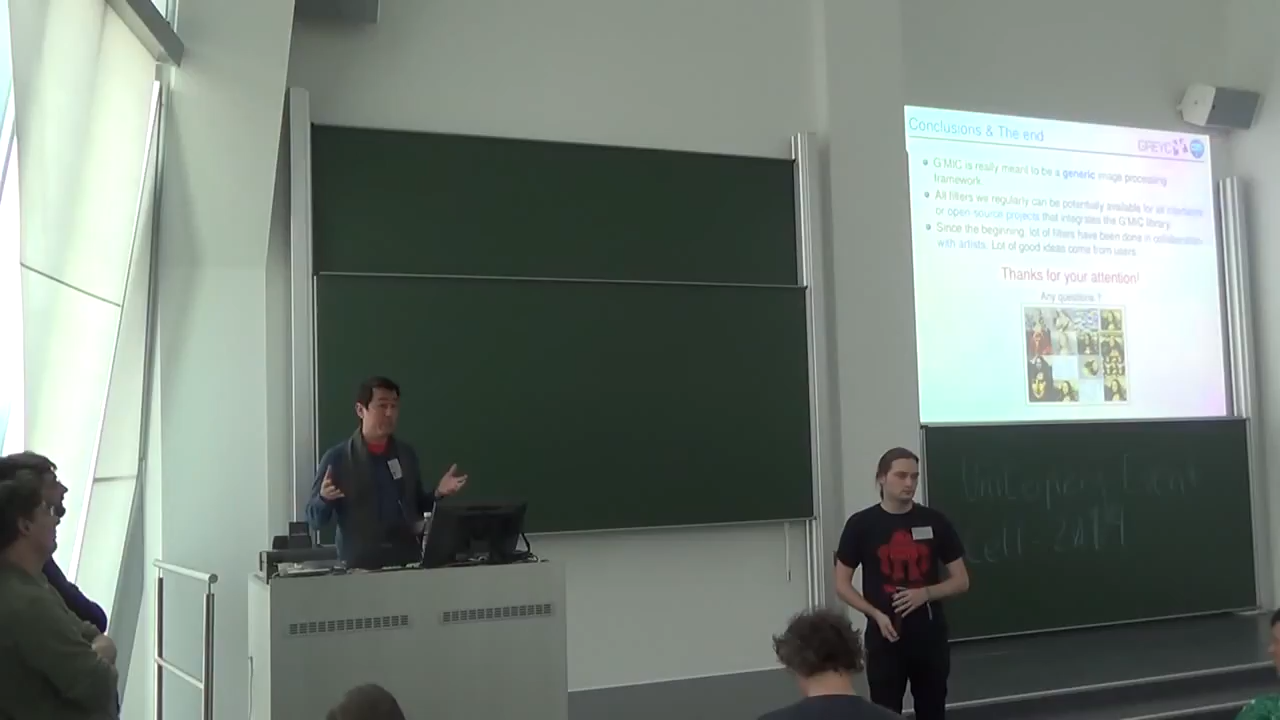 Conclusions & The end
GREYC
G'MIC is really meant to be a generic image processing
framework.
All filters we regularly can be potentially available for all
or open source projects that integrates the G'MIC library.
Since the beginning, lot of filters have been done in collaboration
with artists. Lot of good ideas come from users.
Thanks for your attention!
Any questions ?
Event